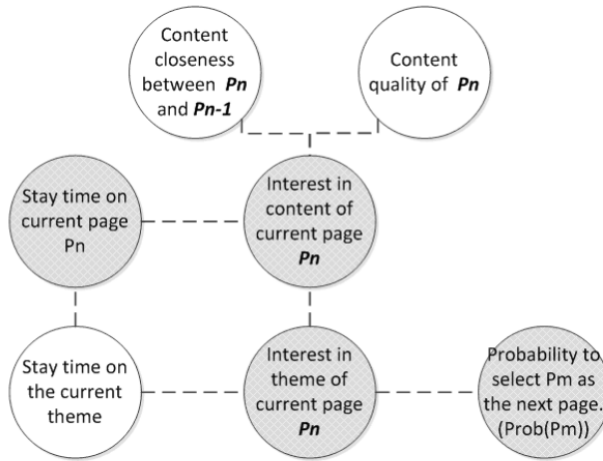 Content
closeness
between Pn
and Pn-1
Content
quality of Pn
Stay time on
current page
Pn
Interest in
content of
current page
Pn
Stay time on
the current
theme
Interest in
theme of
current page
Pn
Probability to
select Pm as
the next page.
(Prob(Pm))